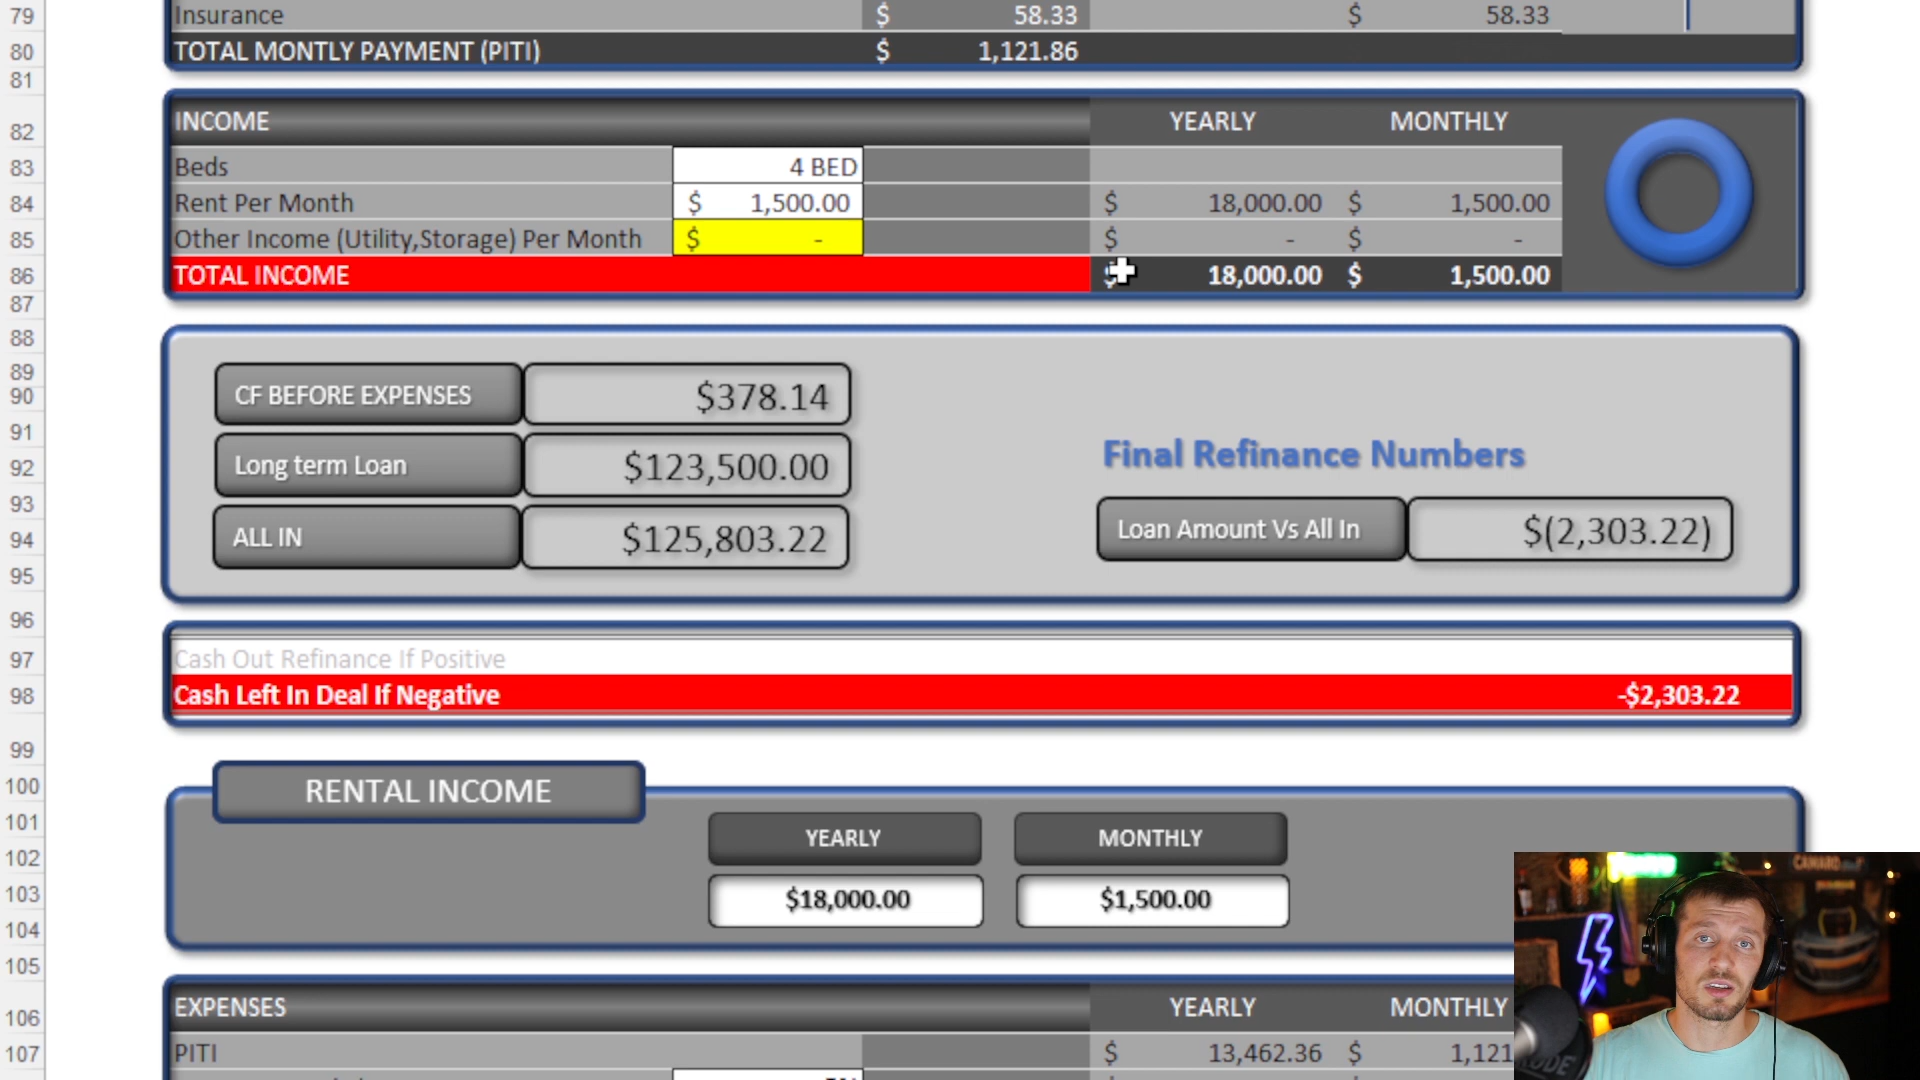 79 Insurance $ 58.33 $ 58.33
80 TOTAL MONTLY PAYMENT (PITI) $ 1,121.86
81
82 INCOME YEARLY MONTHLY
83 Beds 4 BED
84 Rent Per Month $ 1,500.00 $ 18,000.00 $ 1,500.00
85 Other Income (Utility,Storage) Per Month $ - $ - $ -
86 TOTAL INCOME $ 18,000.00 $ 1,500.00
87
88
89
90 CF BEFORE EXPENSES $378.14
91
92 Long term Loan $123,500.00 Final Refinance Numbers
93
94 ALL IN $125,803.22 Loan Amount Vs All In $(2,303.22)
95
96
97 Cash Out Refinance If Positive
98 Cash Left In Deal If Negative -$2,303.22
99
100 RENTAL INCOME
101
102 YEARLY MONTHLY
103 $18,000.00 $1,500.00
104
105
106 EXPENSES YEARLY MONTHLY
107 PITI $ 13,462.36 $ 1,121
CAMARO